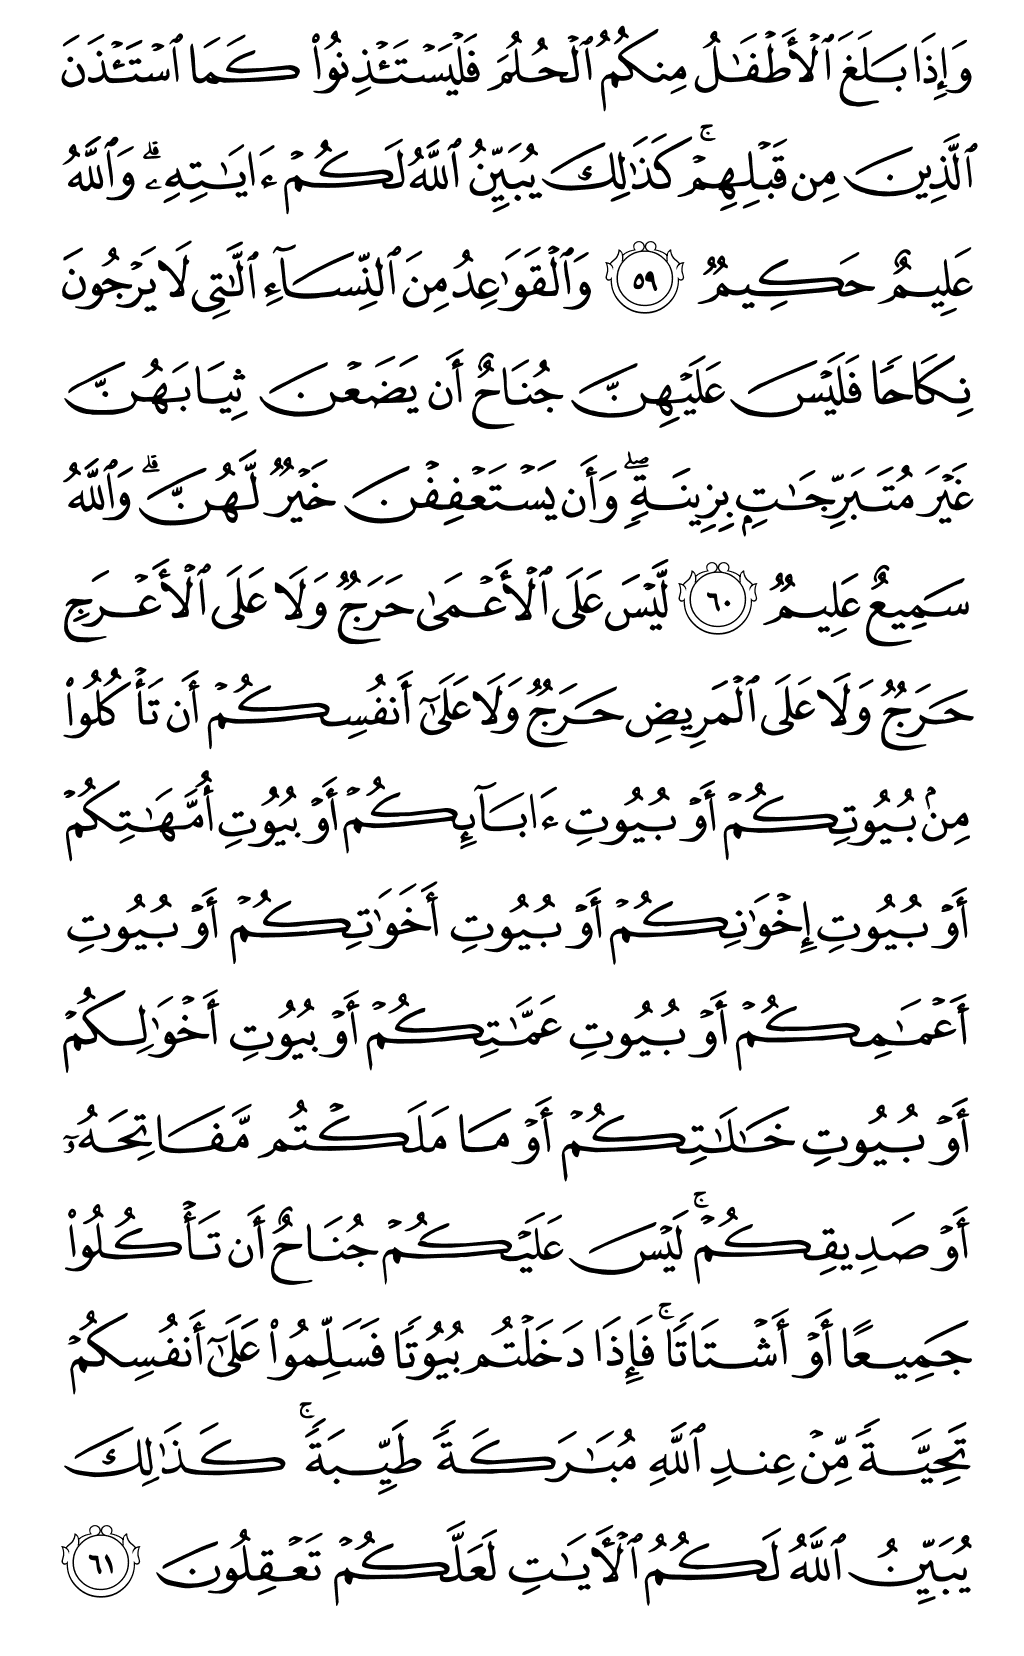 وَإِذَا بَلَغَ ٱلْأَطْفَٰلُ مِنكُمُ ٱلْحُلُمَ فَلْيَسْتَـْٔذِنُوا۟ كَمَا ٱسْتَـْٔذَنَ
ٱلَّذِينَ مِن قَبْلِهِمْ ۚ كَذَٰلِكَ يُبَيِّنُ ٱللَّهُ لَكُمْ ءَايَٰتِهِۦ ۗ وَٱللَّهُ
عَلِيمٌ حَكِيمٌ ٥٩ وَٱلْقَوَٰعِدُ مِنَ ٱلنِّسَآءِ ٱلَّٰتِى لَا يَرْجُونَ
نِكَاحًا فَلَيْسَ عَلَيْهِنَّ جُنَاحٌ أَن يَضَعْنَ ثِيَابَهُنَّ
غَيْرَ مُتَبَرِّجَٰتٍۭ بِزِينَةٍ ۖ وَأَن يَسْتَعْفِفْنَ خَيْرٌ لَّهُنَّ ۗ وَٱللَّهُ
سَمِيعٌ عَلِيمٌ ٦٠ لَّيْسَ عَلَى ٱلْأَعْمَىٰ حَرَجٌ وَلَا عَلَى ٱلْأَعْرَجِ
حَرَجٌ وَلَا عَلَى ٱلْمَرِيضِ حَرَجٌ وَلَا عَلَىٰٓ أَنفُسِكُمْ أَن تَأْكُلُوا۟
مِنۢ بُيُوتِكُمْ أَوْ بُيُوتِ ءَابَآئِكُمْ أَوْ بُيُوتِ أُمَّهَٰتِكُمْ
أَوْ بُيُوتِ إِخْوَٰنِكُمْ أَوْ بُيُوتِ أَخَوَٰتِكُمْ أَوْ بُيُوتِ
أَعْمَٰمِكُمْ أَوْ بُيُوتِ عَمَّٰتِكُمْ أَوْ بُيُوتِ أَخْوَٰلِكُمْ
أَوْ بُيُوتِ خَٰلَٰتِكُمْ أَوْ مَا مَلَكْتُم مَّفَاتِحَهُۥٓ
أَوْ صَدِيقِكُمْ ۚ لَيْسَ عَلَيْكُمْ جُنَاحٌ أَن تَأْكُلُوا۟
جَمِيعًا أَوْ أَشْتَاتًا ۚ فَإِذَا دَخَلْتُم بُيُوتًا فَسَلِّمُوا۟ عَلَىٰٓ أَنفُسِكُمْ
تَحِيَّةً مِّنْ عِندِ ٱللَّهِ مُبَٰرَكَةً طَيِّبَةً ۚ كَذَٰلِكَ
يُبَيِّنُ ٱللَّهُ لَكُمُ ٱلْأَيَٰتِ لَعَلَّكُمْ تَعْقِلُونَ ٦١